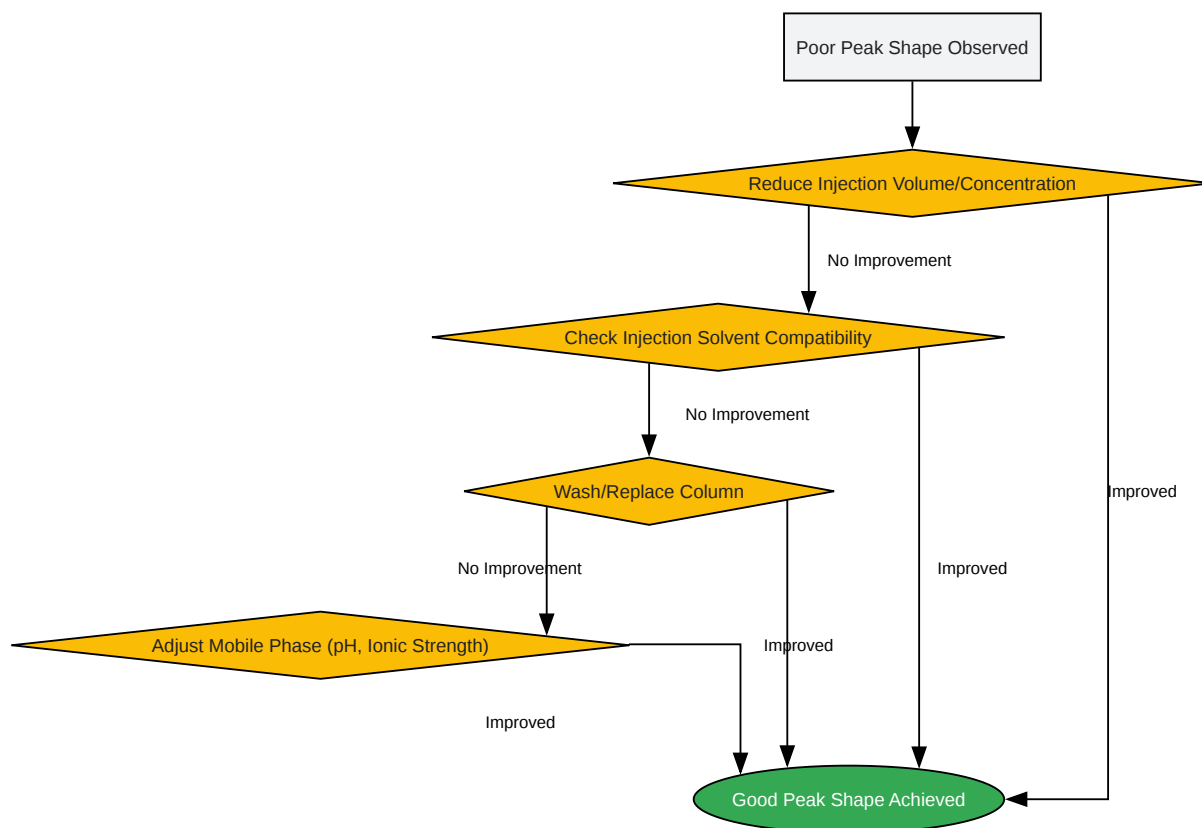 Poor Peak Shape Observed
Reduce Injection Volume/Concentration
No Improvement
Check Injection Solvent Compatibility
No Improvement
Wash/Replace Column
Improved
No Improvement
Improved
Adjust Mobile Phase (pH, Ionic Strength)
Improved
Improved
Good Peak Shape Achieved